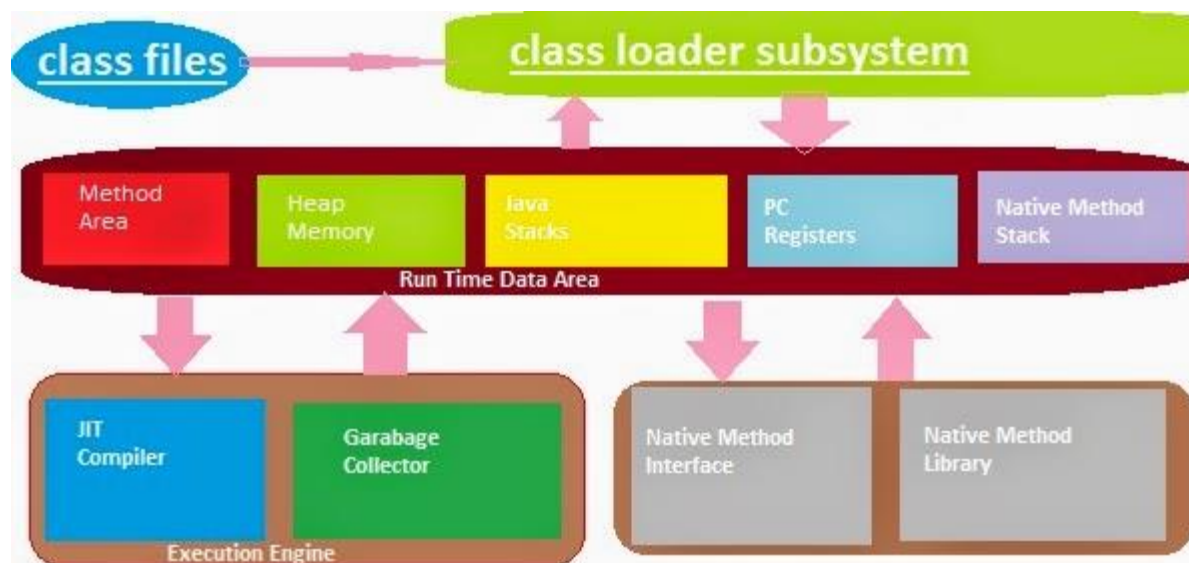 class files
class loader subsystem
Method
Area
Heap
Memory
Java
Stacks
PC
Registers
Native Method
Stack
Run Time Data Area
JIT
Compiler
Garabage
Collector
Execution Engine
Native Method
Interface
Native Method
Library